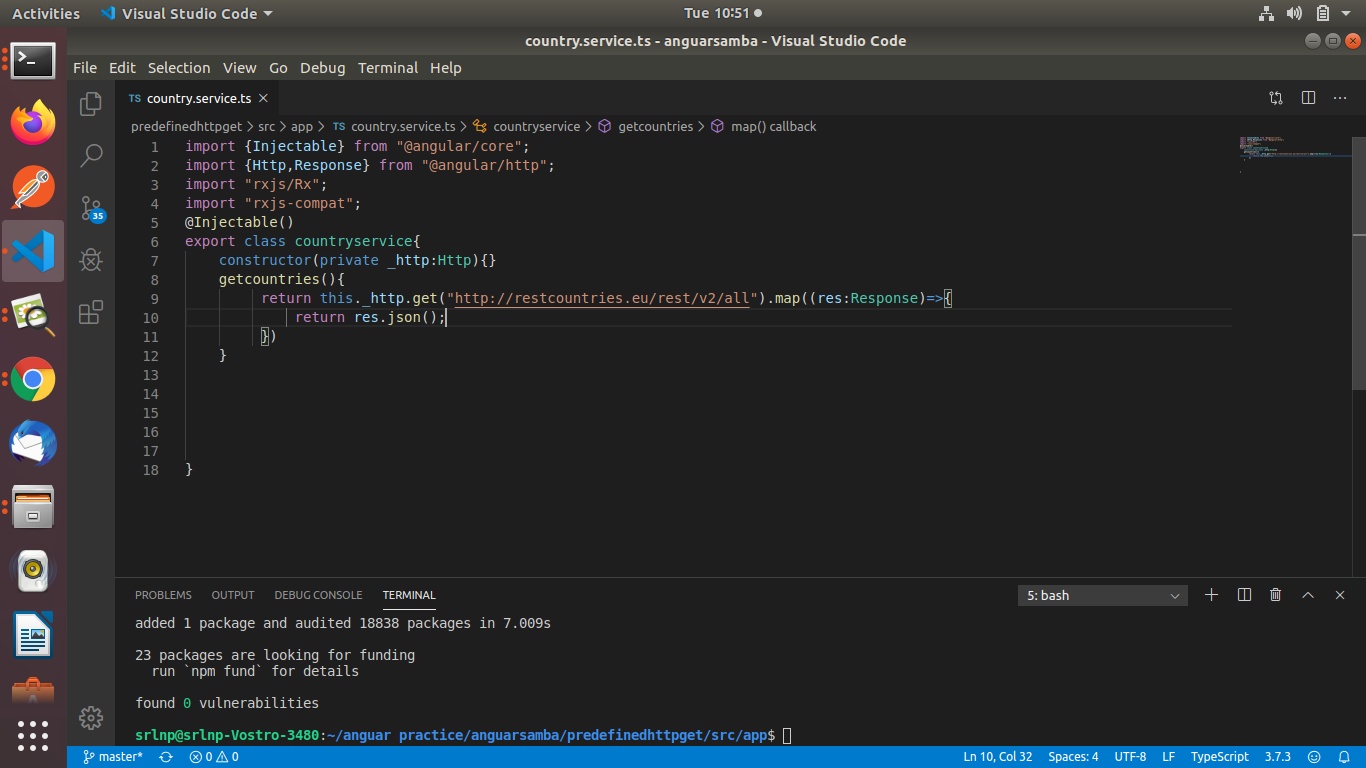 Activities Visual Studio Code Tue 10:51
country.service.ts - anguarsamba - Visual Studio Code
File Edit Selection View Go Debug Terminal Help
TS country.service.ts
predefinedhttpget > src > app > TS country.service.ts > countryservice > getcountries > map() callback
1 import {Injectable} from "@angular/core";
2 import {Http,Response} from "@angular/http";
3 import "rxjs/Rx";
4 import "rxjs-compat";
5 @Injectable()
6 export class countryservice{
7 constructor(private _http:Http){}
8 getcountries(){
9 return this._http.get("http://restcountries.eu/rest/v2/all").map((res:Response)=>{
10 return res.json();
11 })
12 }
13
14
15
16
17
18 }
35
PROBLEMS OUTPUT DEBUG CONSOLE TERMINAL 5: bash
added 1 package and audited 18838 packages in 7.009s
23 packages are looking for funding
run `npm fund` for details
found 0 vulnerabilities
srlnp@srlnp-Vostro-3480:~/anguar practice/anguarsamba/predefinedhttpget/src/app$
master* 0 0 Ln 10, Col 32 Spaces: 4 UTF-8 LF TypeScript 3.7.3